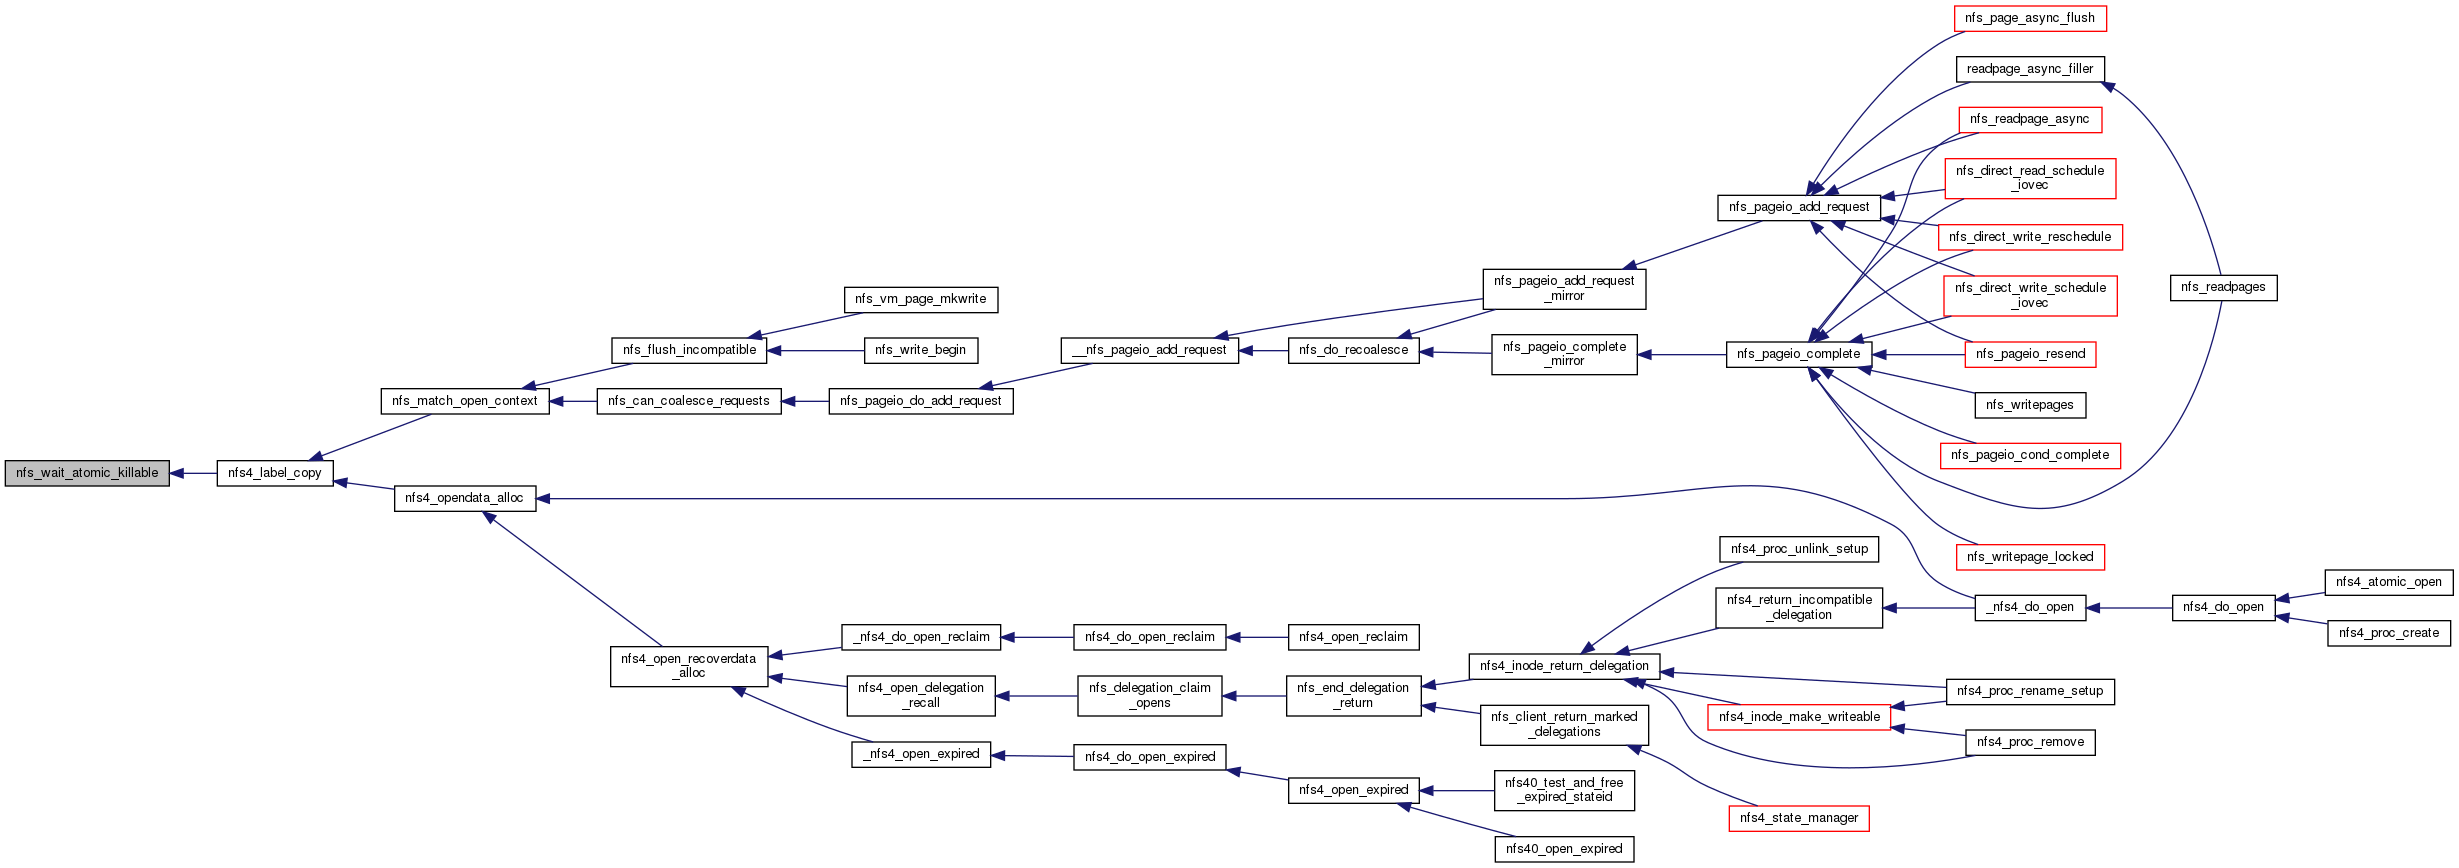 nfs_page_async_flush
readpage_async_filler
nfs_readpage_async
nfs_direct_read_schedule
_iovec
nfs_pageio_add_request
nfs_direct_write_reschedule
nfs_pageio_add_request
_mirror
nfs_direct_write_schedule
_iovec
nfs_readpages
nfs_vm_page_mkwrite
nfs_flush_incompatible
nfs_write_begin
__nfs_pageio_add_request
nfs_do_recoalesce
nfs_pageio_complete
_mirror
nfs_pageio_complete
nfs_pageio_resend
nfs_match_open_context
nfs_can_coalesce_requests
nfs_pageio_do_add_request
nfs_writepages
nfs_pageio_cond_complete
nfs_wait_atomic_killable
nfs4_label_copy
nfs4_opendata_alloc
nfs4_proc_unlink_setup
nfs_writepage_locked
nfs4_atomic_open
nfs4_return_incompatible
_delegation
_nfs4_do_open
nfs4_do_open
nfs4_proc_create
_nfs4_do_open_reclaim
nfs4_do_open_reclaim
nfs4_open_reclaim
nfs4_open_recoverdata
_alloc
nfs4_inode_return_delegation
nfs4_open_delegation
_recall
nfs_delegation_claim
_opens
nfs_end_delegation
_return
nfs4_proc_rename_setup
nfs4_inode_make_writeable
nfs_client_return_marked
_delegations
nfs4_proc_remove
_nfs4_open_expired
nfs4_do_open_expired
nfs4_open_expired
nfs40_test_and_free
_expired_stateid
nfs4_state_manager
nfs40_open_expired